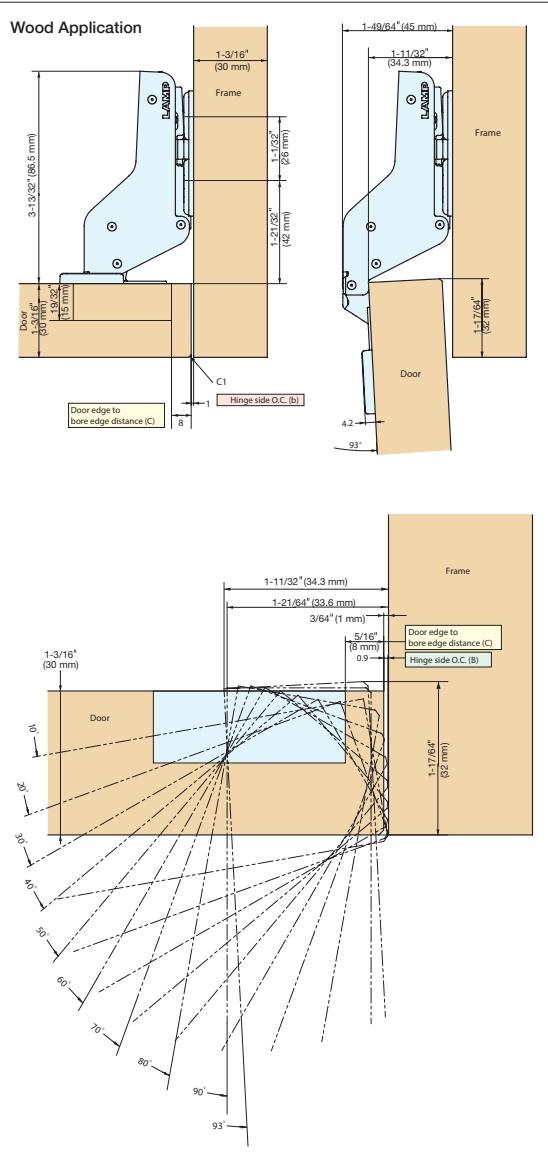 Wood Application
1-3/16"
(30 mm)
Frame
LAMP
3-13/32" (86.5 mm)
1-1/32"
(26 mm)
1-21/32"
(42 mm)
Door
1-3/16"
(30 mm)
19/32"
(15 mm)
C1
1
Hinge side O.C. (b)
Door edge to
bore edge distance (C)
8
1-49/64" (45 mm)
1-11/32"
(34.3 mm)
LAMP
Frame
1-17/64"
(32 mm)
Door
4.2
93°
Frame
1-11/32" (34.3 mm)
1-21/64" (33.6 mm)
3/64" (1 mm)
5/16"
(8 mm)
Door edge to
bore edge distance (C)
0.9
Hinge side O.C. (B)
1-3/16"
(30 mm)
Door
1-17/64"
(32 mm)
10°
20°
30°
40°
50°
60°
70°
80°
90°
93°